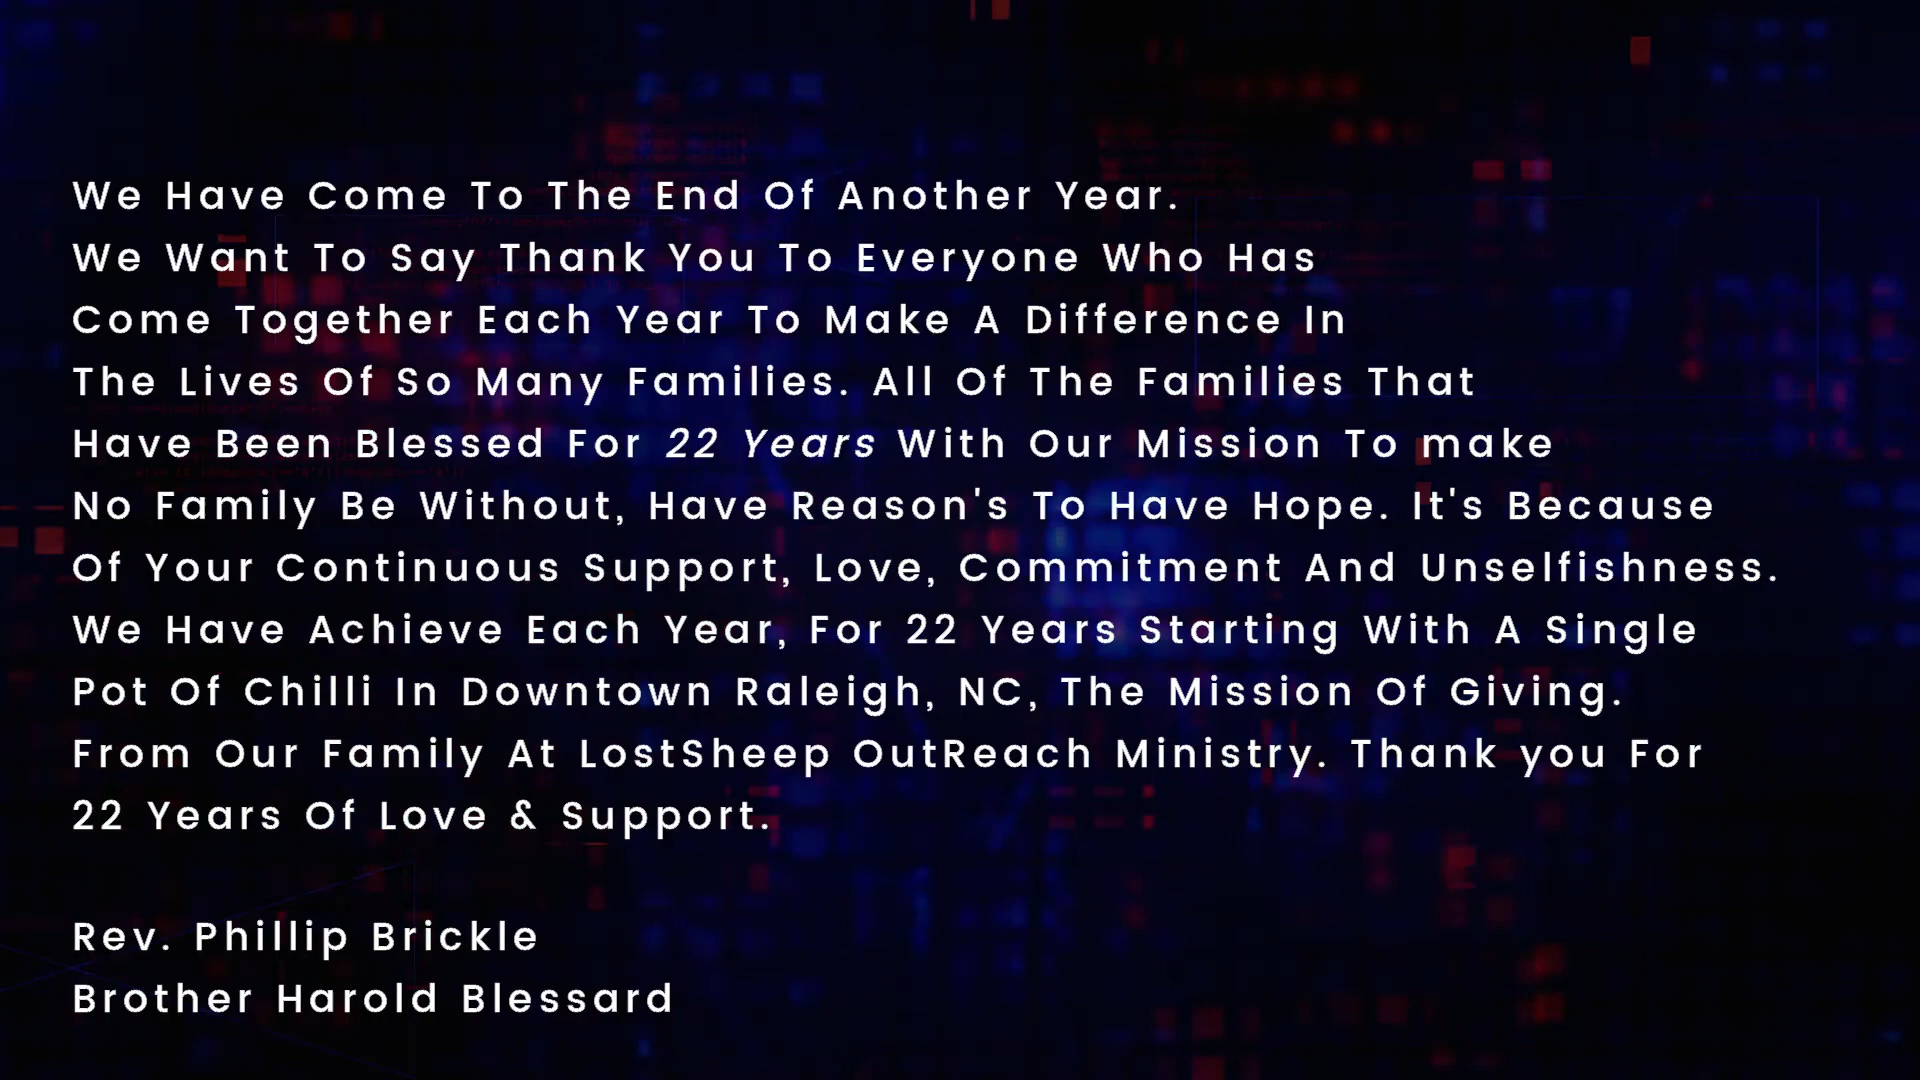 We Have Come To The End Of Another Year.
We Want To Say Thank You To Everyone Who Has
Come Together Each Year To Make A Difference In
The Lives Of So Many Families. All Of The Families That
Have Been Blessed For 22 Years With Our Mission To make
No Family Be Without, Have Reason's To Have Hope. It's Because
Of Your Continuous Support, Love, Commitment And Unselfishness.
We Have Achieve Each Year, For 22 Years Starting With A Single
Pot Of Chilli In Downtown Raleigh, NC, The Mission Of Giving.
From Our Family At LostSheep OutReach Ministry. Thank you For
22 Years Of Love & Support.
Rev. Phillip Brickle
Brother Harold Blessard